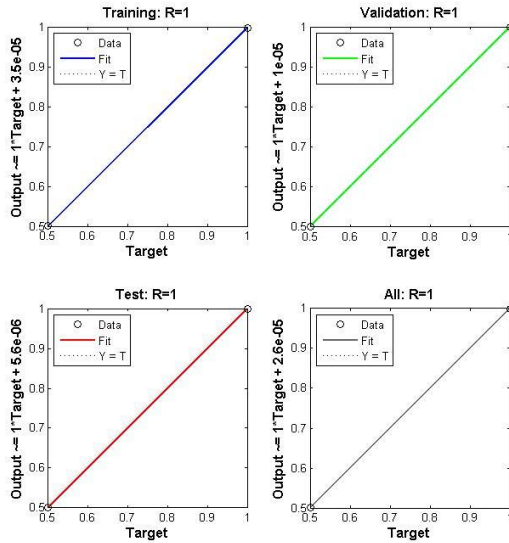 Training: R=1
Output ~= 1*Target + 3.5e-05
1
0.9
0.8
0.7
0.6
0.5
Data
Fit
Y = T
0.5 0.6 0.7 0.8 0.9 1
Target
Validation: R=1
Output ~= 1*Target + 1e-05
1
0.9
0.8
0.7
0.6
0.5
Data
Fit
Y = T
0.5 0.6 0.7 0.8 0.9 1
Target
Test: R=1
Output ~= 1*Target + 5.6e-06
1
0.9
0.8
0.7
0.6
0.5
Data
Fit
Y = T
0.5 0.6 0.7 0.8 0.9 1
Target
All: R=1
Output ~= 1*Target + 2.6e-05
1
0.9
0.8
0.7
0.6
0.5
Data
Fit
Y = T
0.5 0.6 0.7 0.8 0.9 1
Target